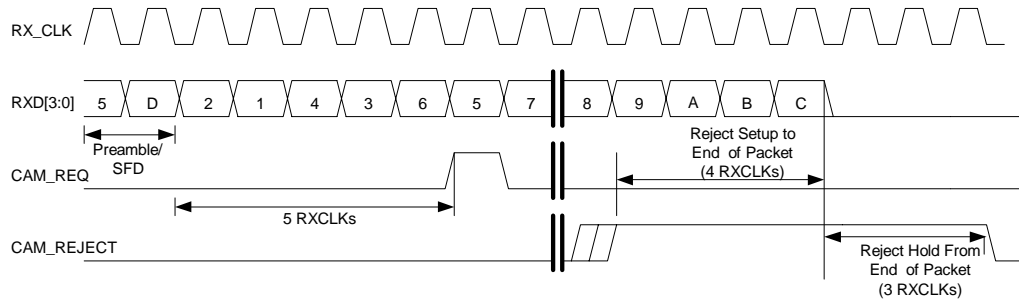 RX_CLK
RXD[3:0]
5 D 2 1 4 3 6 5 7 8 9 A B C
Preamble/
SFD
Reject Setup to
End of Packet
(4 RXCLKs)
CAM_REQ
5 RXCLKs
CAM_REJECT
Reject Hold From
End of Packet
(3 RXCLKs)